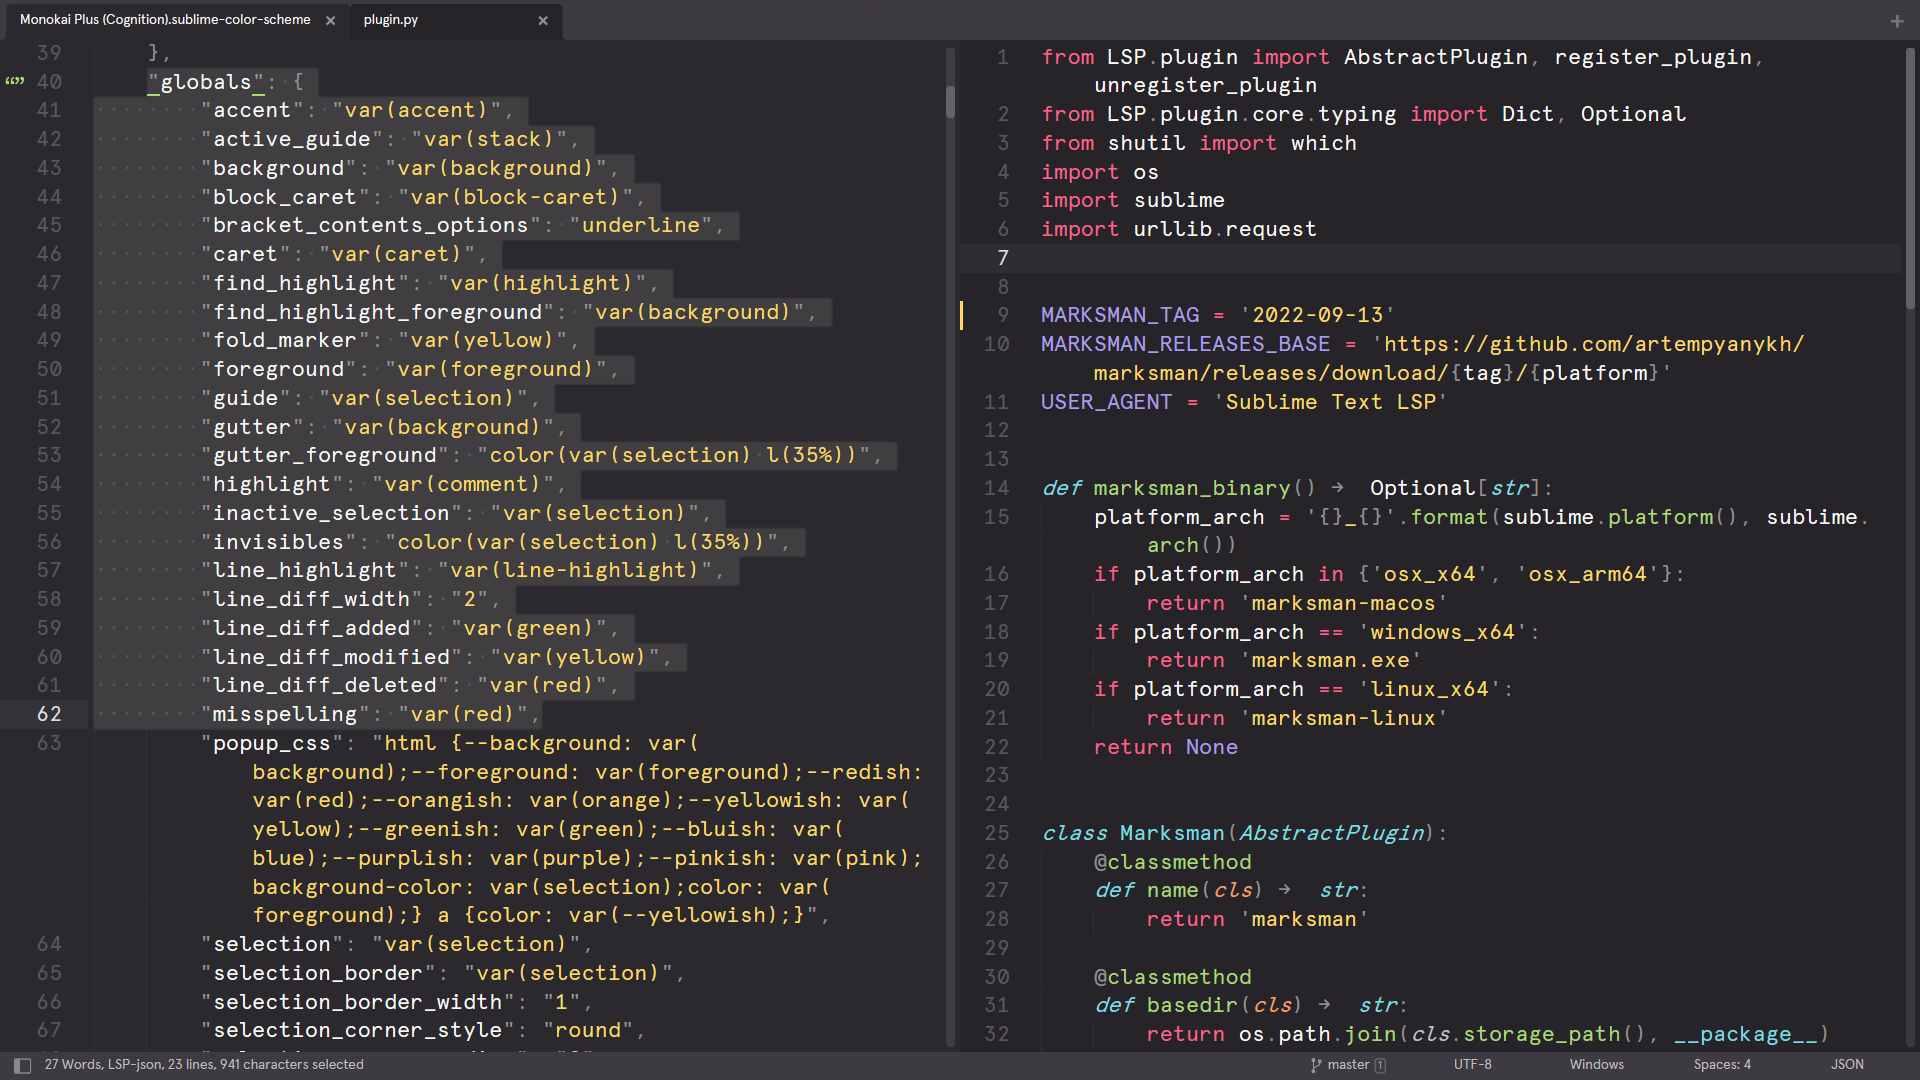 Monokai Plus (Cognition).sublime-color-scheme
plugin.py
39 },
40 "globals": {
41 "accent": "var(accent)",
42 "active_guide": "var(stack)",
43 "background": "var(background)",
44 "block_caret": "var(block-caret)",
45 "bracket_contents_options": "underline",
46 "caret": "var(caret)",
47 "find_highlight": "var(highlight)",
48 "find_highlight_foreground": "var(background)",
49 "fold_marker": "var(yellow)",
50 "foreground": "var(foreground)",
51 "guide": "var(selection)",
52 "gutter": "var(background)",
53 "gutter_foreground": "color(var(selection) l(35%))",
54 "highlight": "var(comment)",
55 "inactive_selection": "var(selection)",
56 "invisibles": "color(var(selection) l(35%))",
57 "line_highlight": "var(line-highlight)",
58 "line_diff_width": "2",
59 "line_diff_added": "var(green)",
60 "line_diff_modified": "var(yellow)",
61 "line_diff_deleted": "var(red)",
62 "misspelling": "var(red)",
63 "popup_css": "html {--background: var(
background);--foreground: var(foreground);--redish:
var(red);--orangish: var(orange);--yellowish: var(
yellow);--greenish: var(green);--bluish: var(
blue);--purplish: var(purple);--pinkish: var(pink);
background-color: var(selection);color: var(
foreground);} a {color: var(--yellowish);}",
64 "selection": "var(selection)",
65 "selection_border": "var(selection)",
66 "selection_border_width": "1",
67 "selection_corner_style": "round",
1 from LSP.plugin import AbstractPlugin, register_plugin,
unregister_plugin
2 from LSP.plugin.core.typing import Dict, Optional
3 from shutil import which
4 import os
5 import sublime
6 import urllib.request
7
8
9 MARKSMAN_TAG = '2022-09-13'
10 MARKSMAN_RELEASES_BASE = 'https://github.com/artempyanykh/
marksman/releases/download/{tag}/{platform}'
11 USER_AGENT = 'Sublime Text LSP'
12
13
14 def marksman_binary() → Optional[str]:
15 platform_arch = '{}_{}'.format(sublime.platform(), sublime.
arch())
16 if platform_arch in {'osx_x64', 'osx_arm64'}:
17 return 'marksman-macos'
18 if platform_arch == 'windows_x64':
19 return 'marksman.exe'
20 if platform_arch == 'linux_x64':
21 return 'marksman-linux'
22 return None
23
24
25 class Marksman(AbstractPlugin):
26 @classmethod
27 def name(cls) → str:
28 return 'marksman'
29
30 @classmethod
31 def basedir(cls) → str:
32 return os.path.join(cls.storage_path(), __package__)
27 Words, LSP-json, 23 lines, 941 characters selected
master 1
UTF-8
Windows
Spaces: 4
JSON